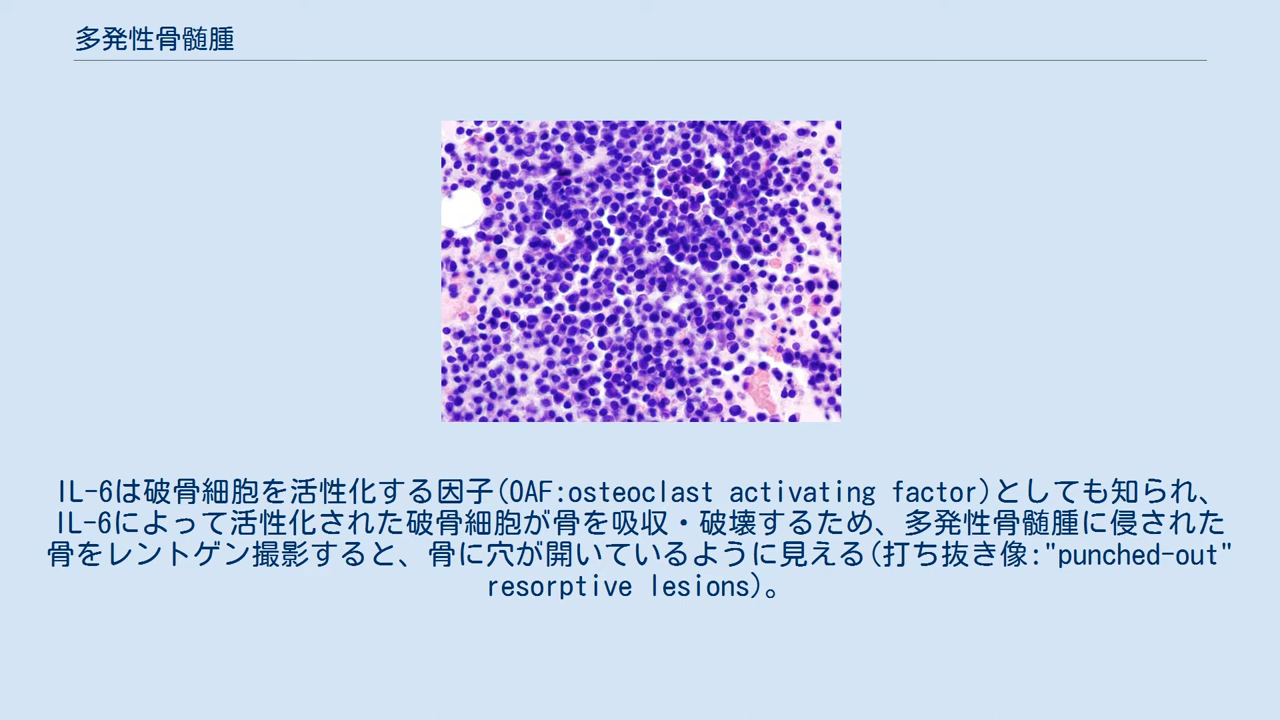 多発性骨髄腫
IL-6は破骨細胞を活性化する因子(OAF:osteoclast activating factor)としても知られ、
IL-6によって活性化された破骨細胞が骨を吸収・破壊するため、多発性骨髄腫に侵された
骨をレントゲン撮影すると、骨に穴が開いているように見える(打ち抜き像:"punched-out"
resorptive lesions)。